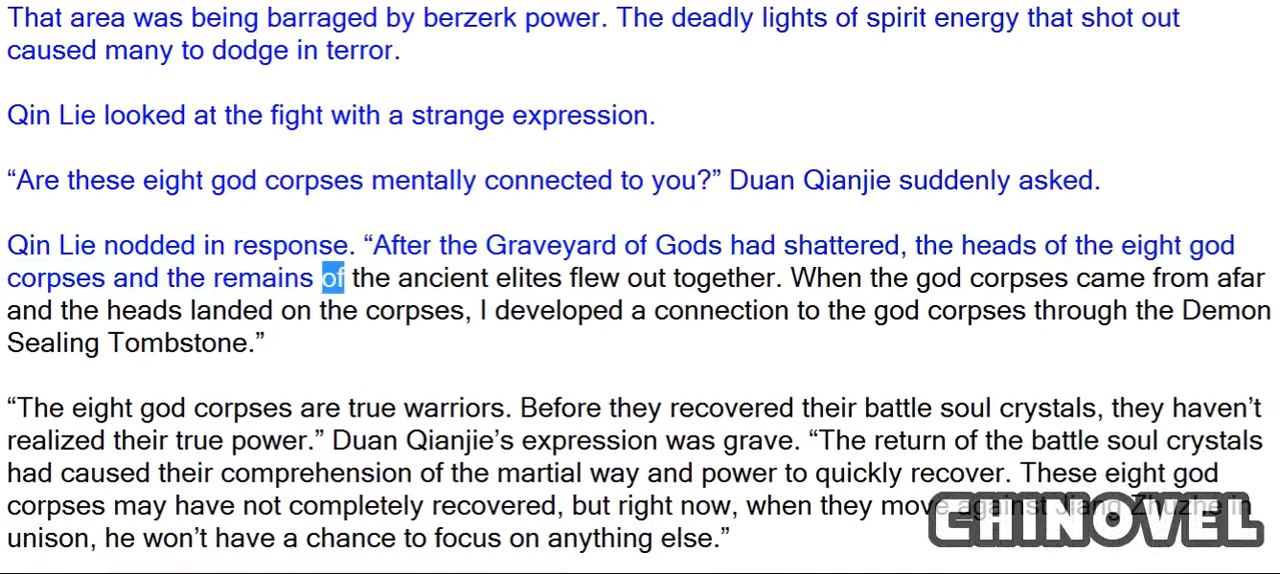 That area was being barraged by berzerk power. The deadly lights of spirit energy that shot out
caused many to dodge in terror.
Qin Lie looked at the fight with a strange expression.
“Are these eight god corpses mentally connected to you?” Duan Qianjie suddenly asked.
Qin Lie nodded in response. “After the Graveyard of Gods had shattered, the heads of the eight god
corpses and the remains of the ancient elites flew out together. When the god corpses came from afar
and the heads landed on the corpses, I developed a connection to the god corpses through the Demon
Sealing Tombstone.”
“The eight god corpses are true warriors. Before they recovered their battle soul crystals, they haven’t
realized their true power.” Duan Qianjie’s expression was grave. “The return of the battle soul crystals
had caused their comprehension of the martial way and power to quickly recover. These eight god
corpses may have not completely recovered, but right now, when they move against Jiang Zhuzhe in
unison, he won’t have a chance to focus on anything else.”
CHINOVEL